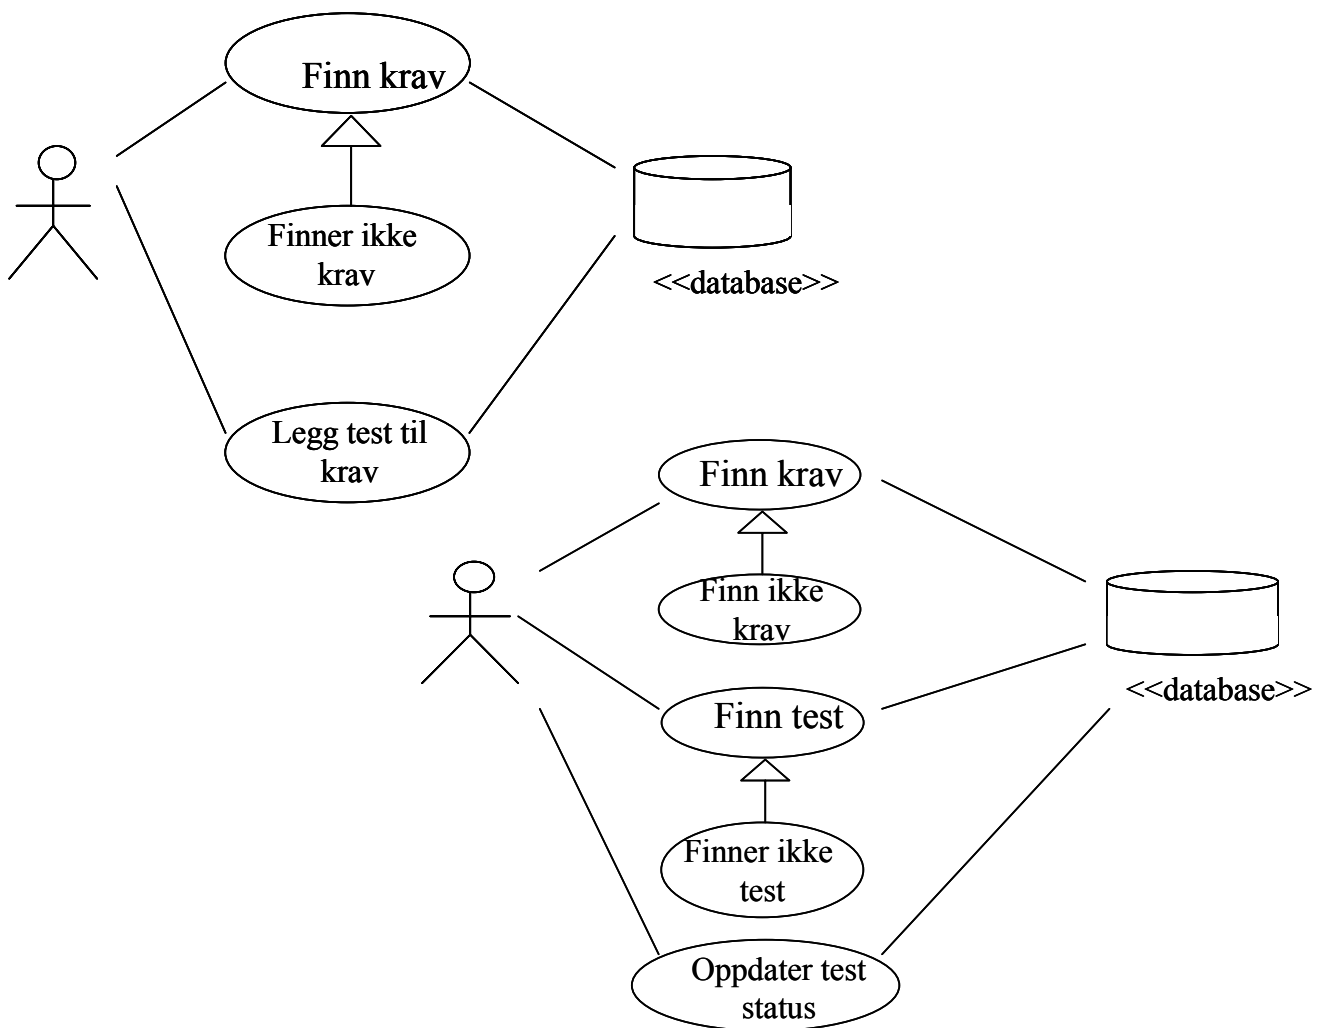 Finn krav
Finner ikke
krav
<<database>>
Legg test til
krav
Finn krav
Finn ikke
krav
<<database>>
Finn test
Finner ikke
test
Oppdater test
status